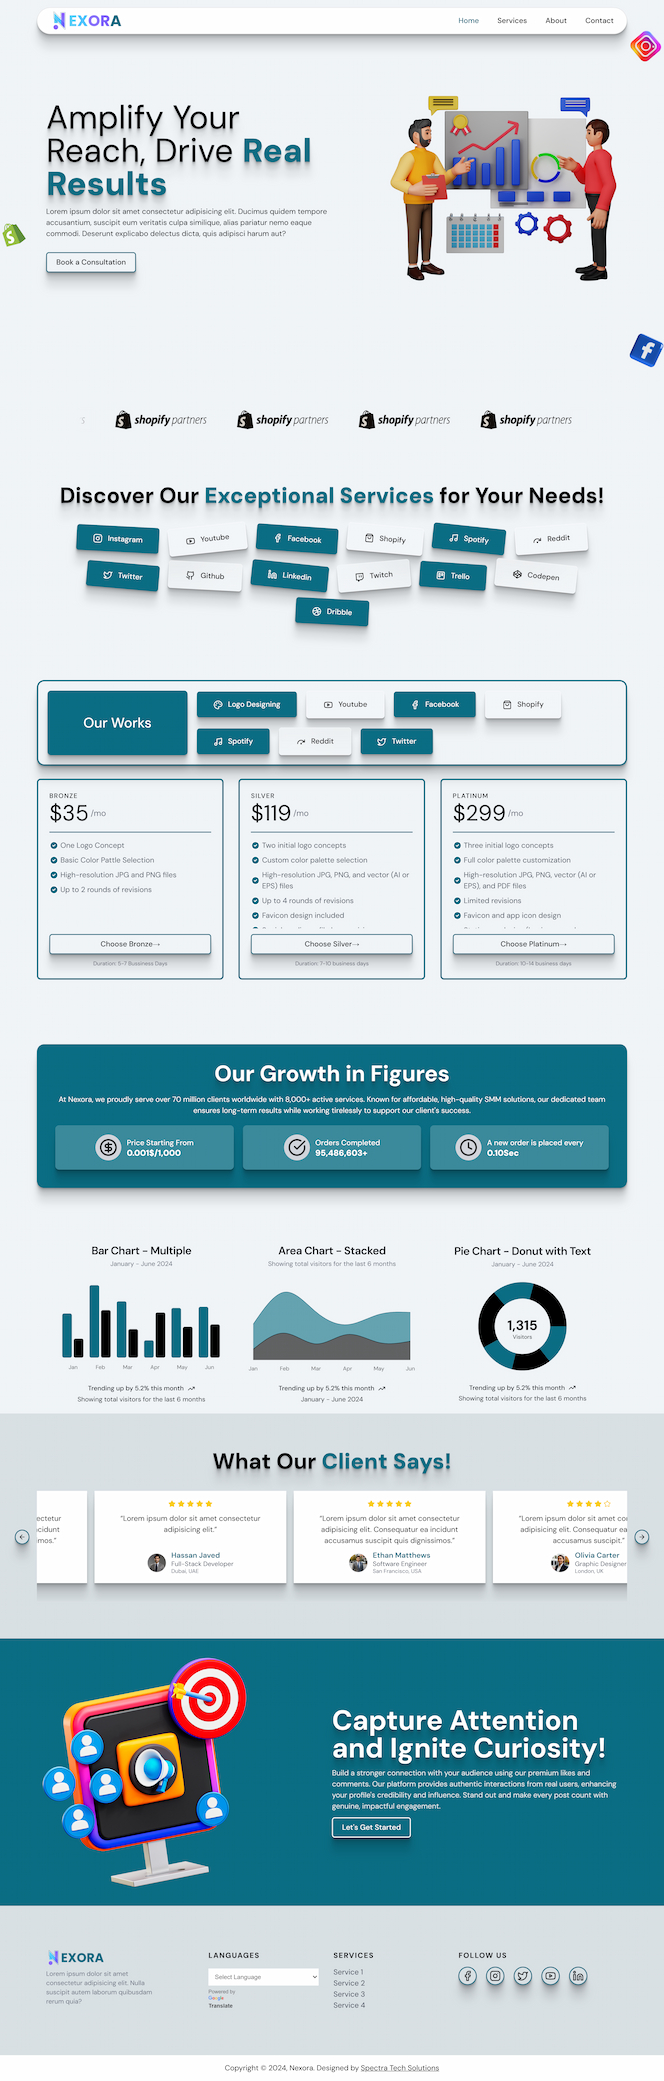 NEXORA
Home Services About Contact
Amplify Your
Reach, Drive Real
Results
Lorem ipsum dolor sit amet consectetur adipisicing elit. Ducimus quidem tempore
accusantium, suscipit eum veritatis culpa similique, alias pariatur nemo eaque
commodi. Deserunt explicabo delectus dicta, quis adipisci harum aut?
Book a Consultation
s shopify partners shopify partners shopify partners shopify partners
Discover Our Exceptional Services for Your Needs!
Instagram Youtube Facebook Shopify Spotify Reddit
Twitter Github Linkedin Twitch Trello Codepen
Dribble
Our Works
Logo Designing Youtube Facebook Shopify
Spotify Reddit Twitter
BRONZE
$35 /mo
One Logo Concept
Basic Color Pattle Selection
High-resolution JPG and PNG files
Up to 2 rounds of revisions
Choose Bronze→
Duration: 5-7 Bussiness Days
SILVER
$119 /mo
Two initial logo concepts
Custom color palette selection
High-resolution JPG, PNG, and vector (AI or
EPS) files
Up to 4 rounds of revisions
Favicon design included
Choose Silver→
Duration: 7-10 business days
PLATINUM
$299 /mo
Three initial logo concepts
Full color palette customization
High-resolution JPG, PNG, vector (AI or
EPS), and PDF files
Limited revisions
Favicon and app icon design
Choose Platinum→
Duration: 10-14 business days
Our Growth in Figures
At Nexora, we proudly serve over 70 million clients worldwide with 8,000+ active services. Known for affordable, high-quality SMM solutions, our dedicated team
ensures long-term results while working tirelessly to support our client's success.
Price Starting From
0.001$/1,000
Orders Completed
95,486,603+
A new order is placed every
0.10Sec
Bar Chart - Multiple
January - June 2024
Jan Feb Mar Apr May Jun
Trending up by 5.2% this month
Showing total visitors for the last 6 months
Area Chart - Stacked
Showing total visitors for the last 6 months
Jan Feb Mar Apr May Jun
Trending up by 5.2% this month
January - June 2024
Pie Chart - Donut with Text
January - June 2024
1,315
Visitors
Trending up by 5.2% this month
Showing total visitors for the last 6 months
What Our Client Says!
ectetur
cidunt
mos.”
“Lorem ipsum dolor sit amet consectetur
adipisicing elit.”
Hassan Javed
Full-Stack Developer
Dubai, UAE
“Lorem ipsum dolor sit amet consectetur
adipisicing elit. Consequatur ea incidunt
accusamus suscipit quis dignissimos.”
Ethan Matthews
Software Engineer
San Francisco, USA
“Lorem ipsum dolor sit amet co
adipisicing elit. Consequatur ea
accusamus suscipit quis
Olivia Carter
Graphic Designer
London, UK
Capture Attention
and Ignite Curiosity!
Build a stronger connection with your audience using our premium likes and
comments. Our platform provides authentic interactions from real users, enhancing
your profile's credibility and influence. Stand out and make every post count with
genuine, impactful engagement.
Let's Get Started
NEXORA
Lorem ipsum dolor sit amet
consectetur adipisicing elit. Nulla
suscipit autem laborum quibusdam
rerum quia?
LANGUAGES
Select Language
Powered by
Google
Translate
SERVICES
Service 1
Service 2
Service 3
Service 4
FOLLOW US
Copyright © 2024, Nexora. Designed by Spectra Tech Solutions